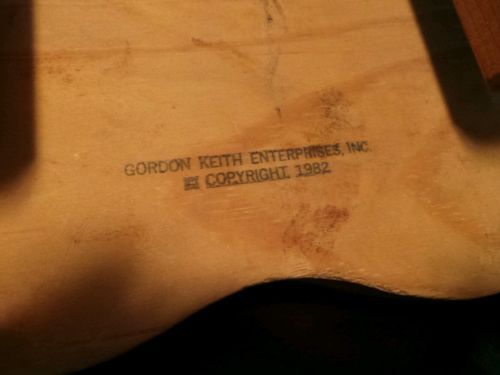 GORDON KEITH ENTERPRISES, INC.
© COPYRIGHT, 1982